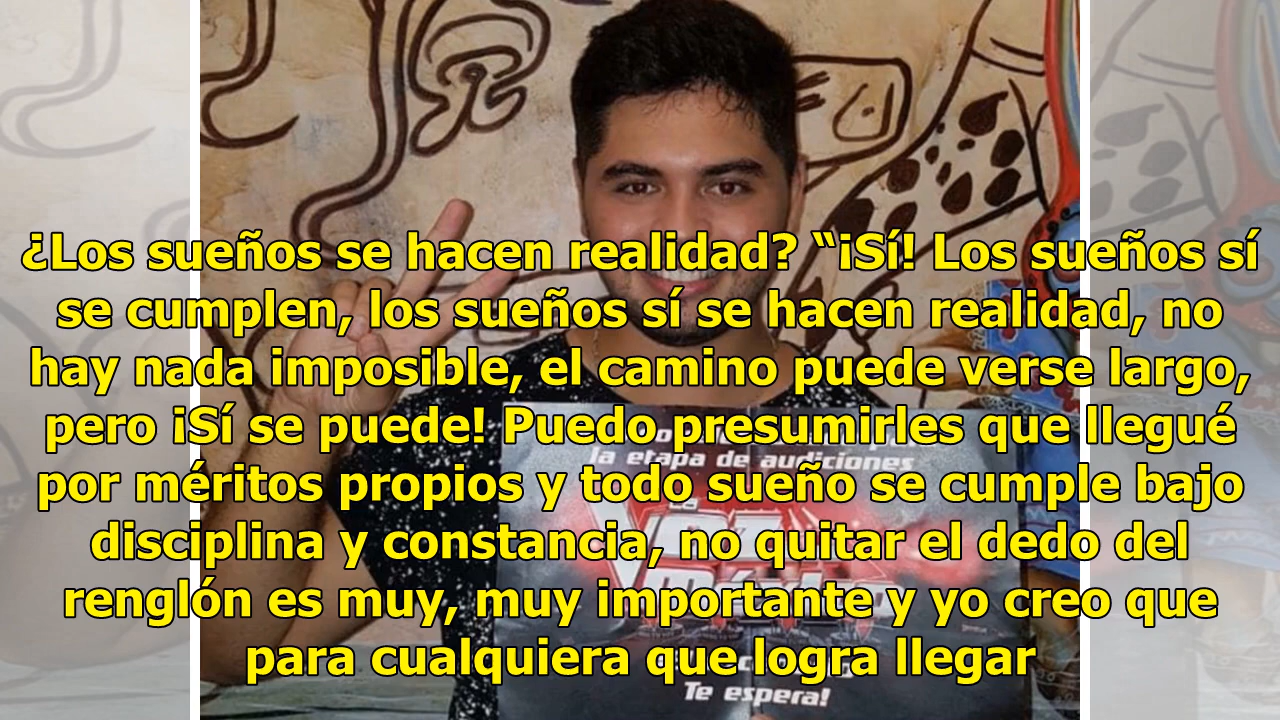 ¿Los sueños se hacen realidad? “¡Sí! Los sueños sí
se cumplen, los sueños sí se hacen realidad, no
hay nada imposible, el camino puede verse largo,
pero ¡Sí se puede! Puedo presumirles que llegué
por méritos propios y todo sueño se cumple bajo
disciplina y constancia, no quitar el dedo del
renglón es muy, muy importante y yo creo que
para cualquiera que logra llegar
la etapa de audiciones
La
Voz
México
Te espera!